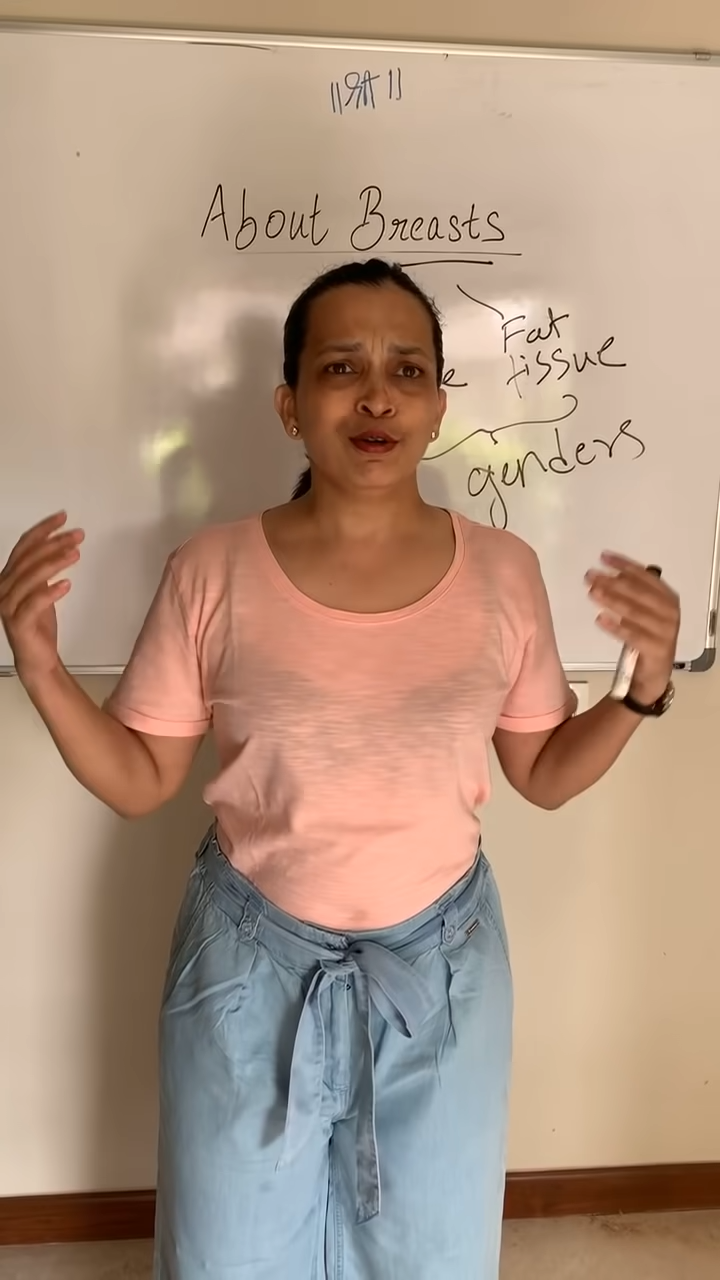 ॥श्री॥
About Breasts
Fat
tissue
genders